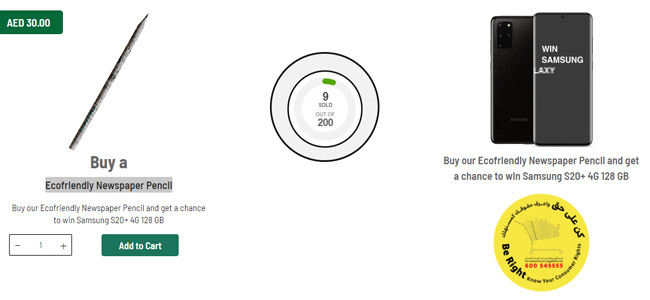 AED 30.00
Buy a
Ecofriendly Newspaper Pencil
Buy our Ecofriendly Newspaper Pencil and get a chance
to win Samsung S20+ 4G 128 GB
− 1 +
Add to Cart
9
SOLD
OUT OF
200
WIN
SAMSUNG
LAXY
Buy our Ecofriendly Newspaper Pencil and get
a chance to win Samsung S20+ 4G 128 GB
كن على حق واعرف حقوقك كمستهلك
600 545555
Be Right Know Your Consumer Rights